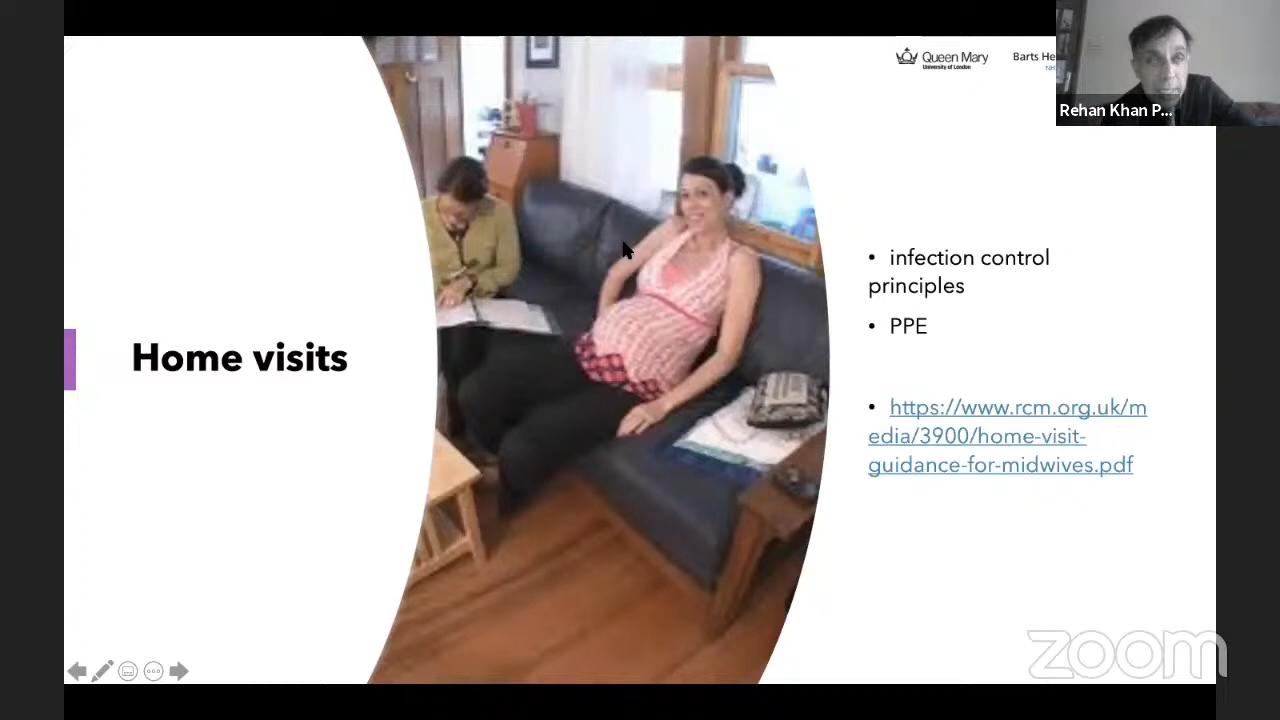 Queen Mary
University of London
Barts He
NH
Rehan Khan P...
infection control
principles
PPE
Home visits
https://www.rcm.org.uk/m
edia/3900/home-visit-
guidance-for-midwives.pdf
zoom